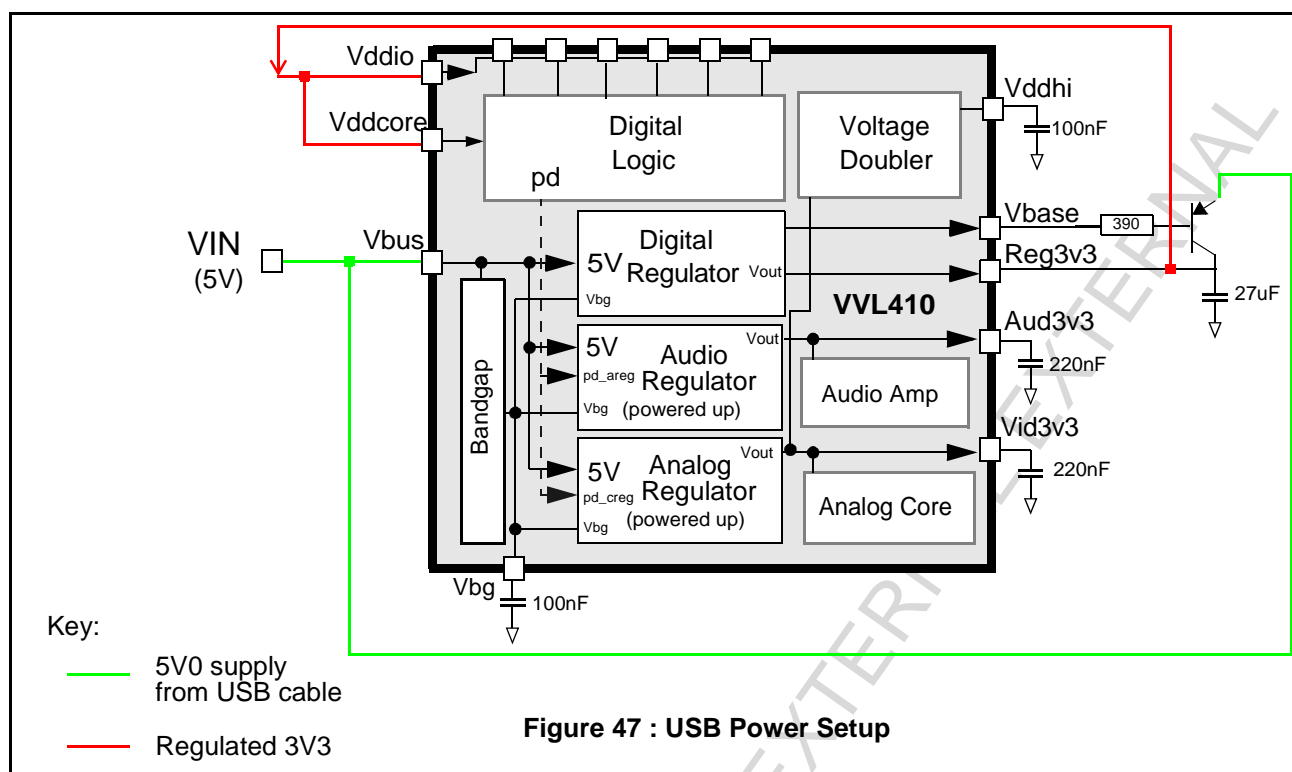 Vddio
Vddcore
Digital
Logic
pd
Voltage
Doubler
Vddhi
100nF
VIN
(5V)
Vbus
5V
Digital
Regulator
Vout
Vbg
Vbase
390
Reg3v3
27uF
VVL410
Bandgap
5V
pd_areg
Vbg
Audio
Regulator
(powered up)
Vout
Audio Amp
Aud3v3
220nF
5V
pd_creg
Vbg
Analog
Regulator
(powered up)
Vout
Analog Core
Vid3v3
220nF
Vbg
100nF
Key:
5V0 supply
from USB cable
Regulated 3V3
Figure 47 : USB Power Setup
EXTERNAL
EXTERNAL